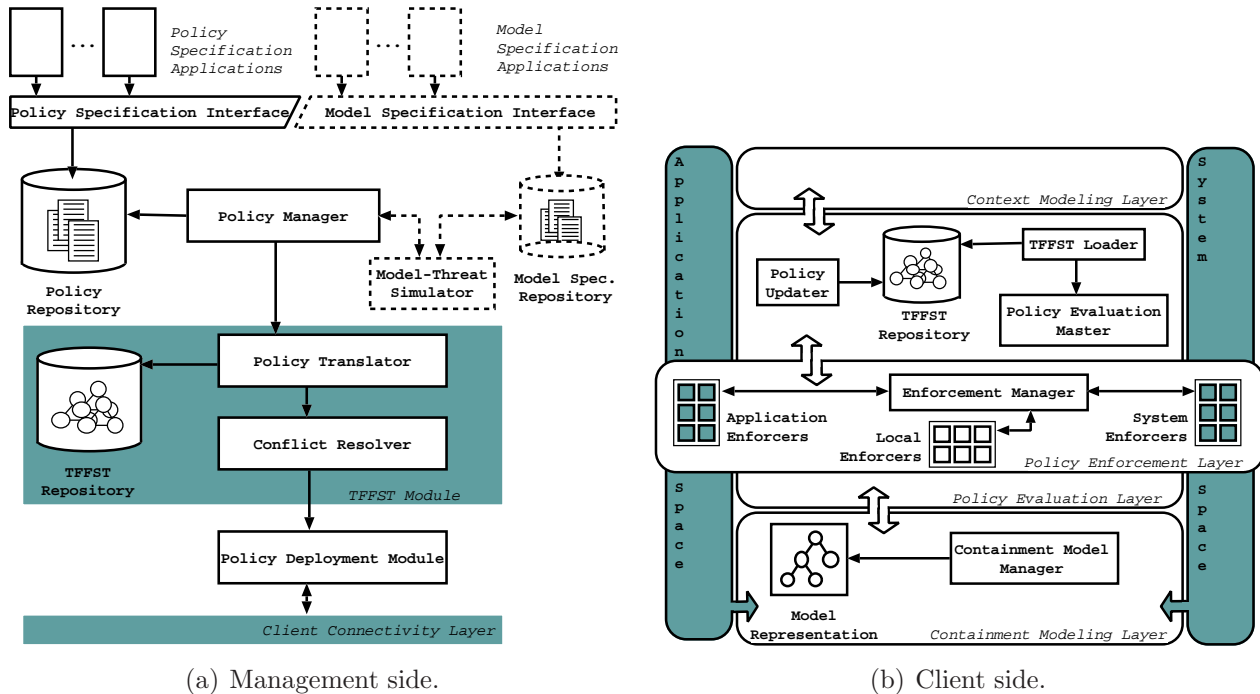 Policy
Specification
Applications
...
Model
Specification
Applications
...
Policy Specification Interface
Model Specification Interface
Policy Manager
Model-Threat
Simulator
Policy
Repository
Model Spec.
Repository
Policy Translator
Conflict Resolver
TFFST
Repository
TFFST Module
Policy Deployment Module
Client Connectivity Layer
(a) Management side.
Application
Space
System
Space
Context Modeling Layer
TFFST Loader
Policy
Updater
TFFST
Repository
Policy Evaluation
Master
Enforcement Manager
Application
Enforcers
Local
Enforcers
System
Enforcers
Policy Enforcement Layer
Policy Evaluation Layer
Containment Model
Manager
Model
Representation
Containment Modeling Layer
(b) Client side.